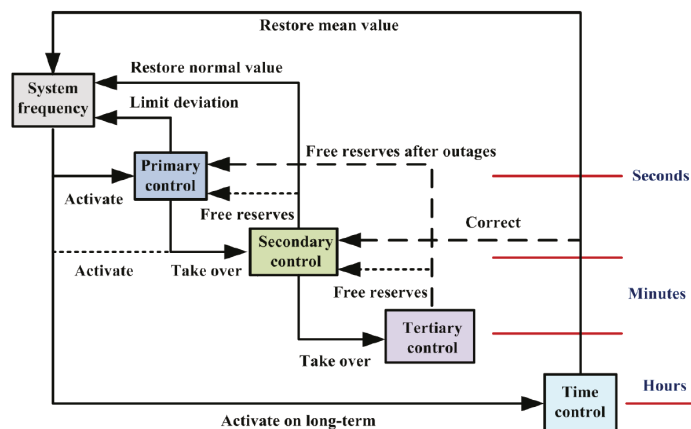 Restore mean value
Restore normal value
System
frequency
Limit deviation
Free reserves after outages
Primary
control
Seconds
Activate
Free reserves
Correct
Secondary
control
Activate
Take over
Free reserves
Minutes
Tertiary
control
Take over
Hours
Time
control
Activate on long-term